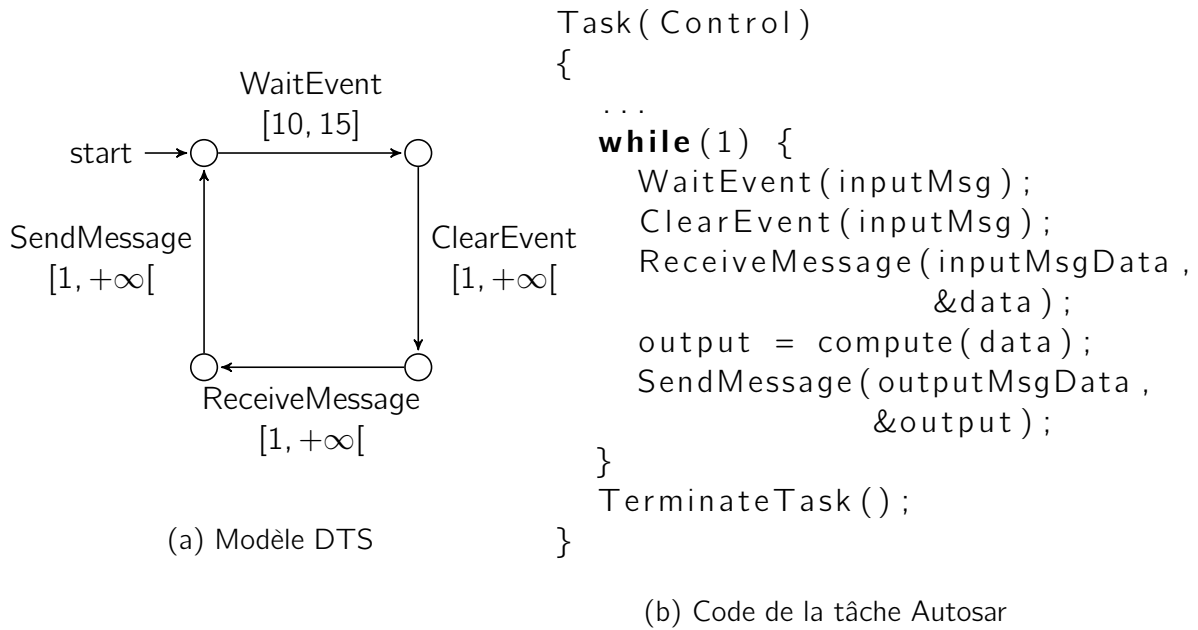 WaitEvent
[10, 15]
start
SendMessage
[1, +∞[
ClearEvent
[1, +∞[
ReceiveMessage
[1, +∞[
(a) Modèle DTS
Task(Control)
{
...
while(1) {
WaitEvent(inputMsg);
ClearEvent(inputMsg);
ReceiveMessage(inputMsgData,
&data);
output = compute(data);
SendMessage(outputMsgData,
&output);
}
TerminateTask();
}
(b) Code de la tâche Autosar